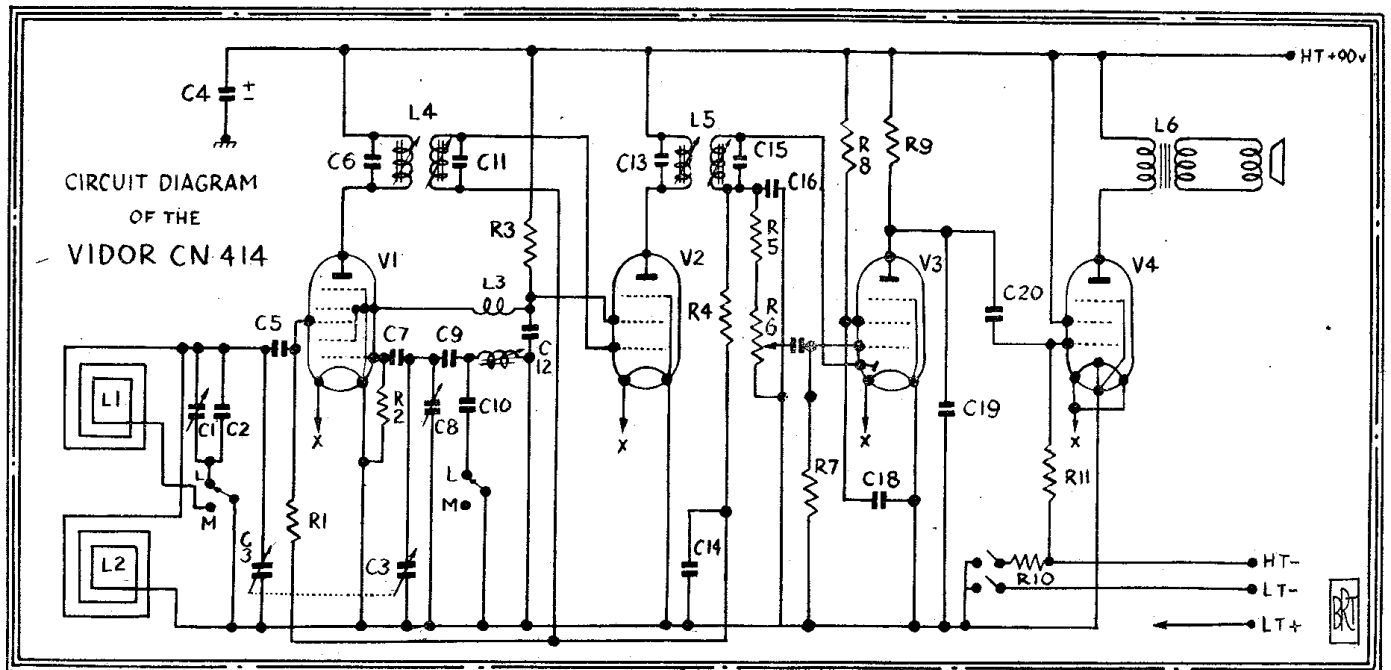 C4 + −
HT+90v
L4
L5
L6
C6
C11
C13
C15
C16
R8
R9
CIRCUIT DIAGRAM
OF THE
VIDOR CN 414
R3
R5
V1
V2
V3
V4
L3
C5
C7
C9
C12
R4
R6
C20
L1
C1
C2
R2
C8
C10
X
X
X
X
C19
L
M
L
M
R1
R7
C18
R11
L2
C3
C3
C14
R10
HT-
LT-
LT+
BRT